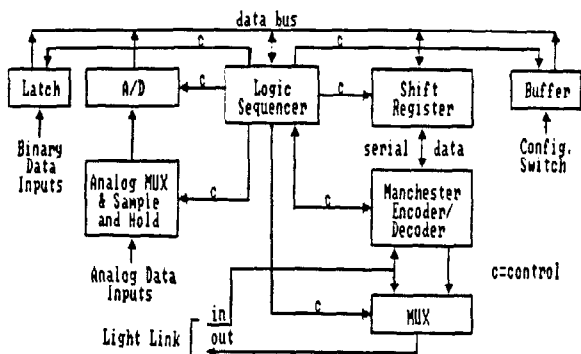 data bus
c
c
Latch
A/D
c
Logic
Sequencer
c
Shift
Register
Buffer
Binary
Data
Inputs
Analog MUX
& Sample
and Hold
c
serial data
Config.
Switch
c
Manchester
Encoder/
Decoder
Analog Data
Inputs
c=control
Light Link
in
out
c
MUX